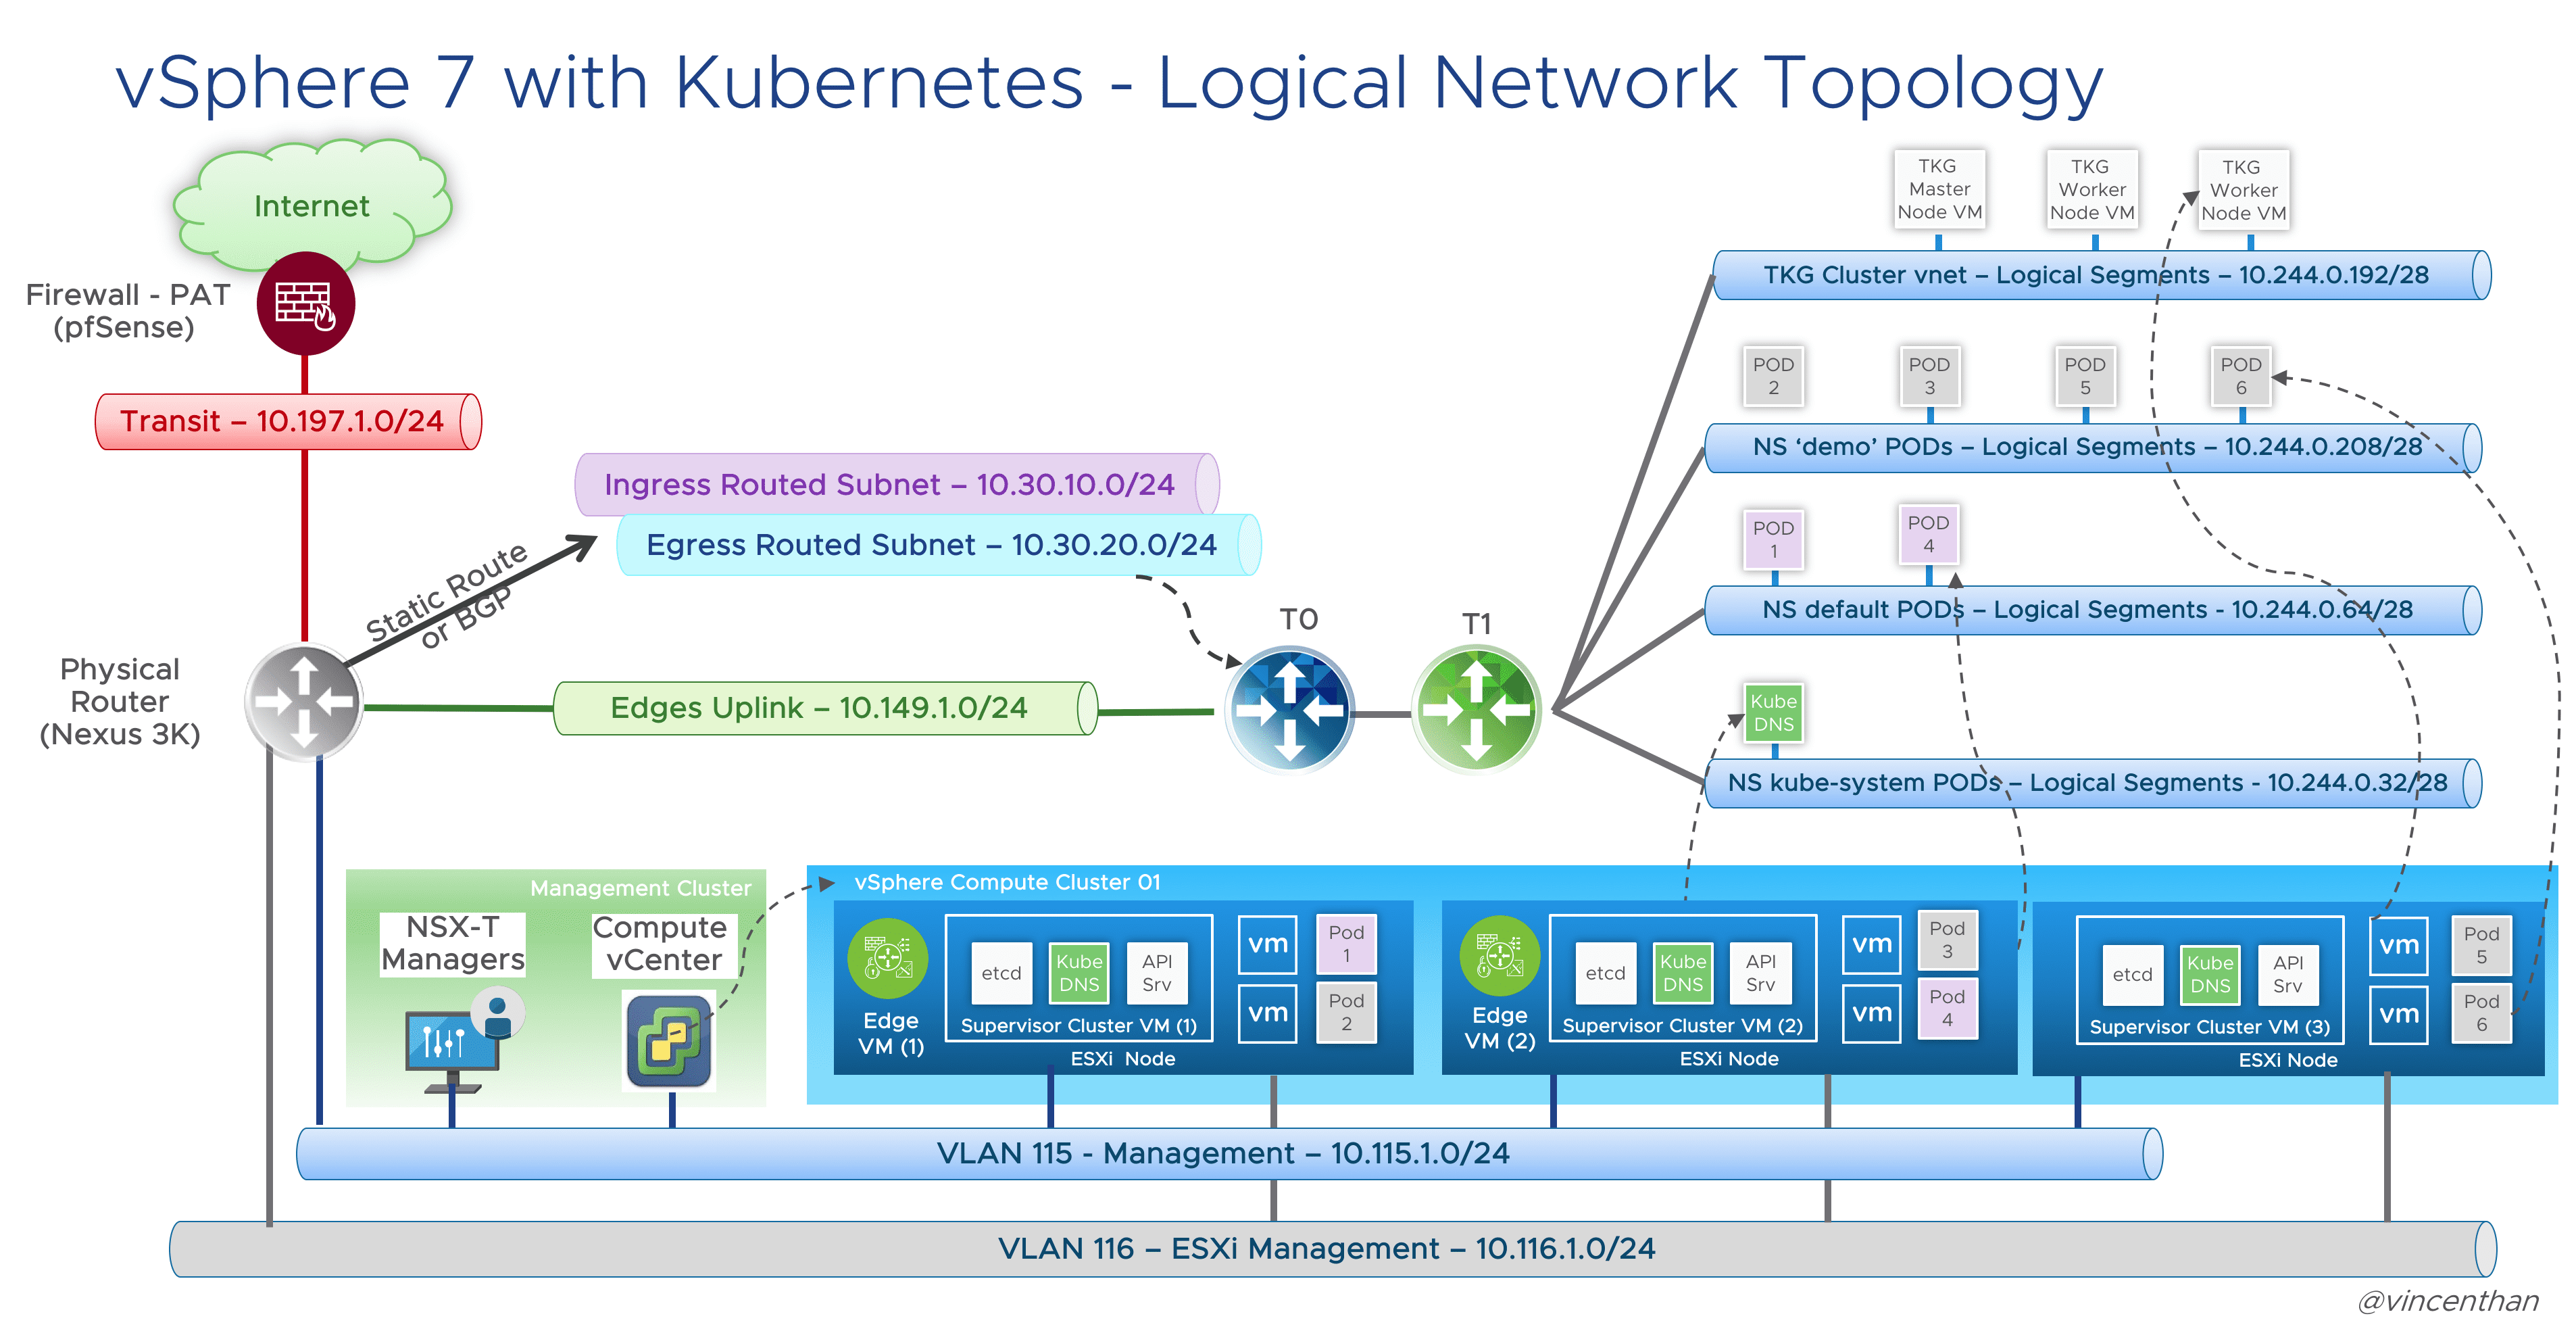 vSphere 7 with Kubernetes - Logical Network Topology
Internet
Firewall - PAT
(pfSense)
Transit – 10.197.1.0/24
Ingress Routed Subnet – 10.30.10.0/24
Egress Routed Subnet – 10.30.20.0/24
Static Route
or BGP
Physical
Router
(Nexus 3K)
Edges Uplink – 10.149.1.0/24
T0
T1
TKG
Master
Node VM
TKG
Worker
Node VM
TKG
Worker
Node VM
TKG Cluster vnet – Logical Segments – 10.244.0.192/28
POD
2
POD
3
POD
5
POD
6
NS ‘demo’ PODs – Logical Segments – 10.244.0.208/28
POD
1
POD
4
NS default PODs – Logical Segments - 10.244.0.64/28
Kube
DNS
NS kube-system PODs – Logical Segments - 10.244.0.32/28
Management Cluster
NSX-T
Managers
Compute
vCenter
vSphere Compute Cluster 01
Edge
VM (1)
etcd
Kube
DNS
API
Srv
Supervisor Cluster VM (1)
ESXi Node
vm
vm
Pod
1
Pod
2
Edge
VM (2)
etcd
Kube
DNS
API
Srv
Supervisor Cluster VM (2)
ESXi Node
vm
vm
Pod
3
Pod
4
etcd
Kube
DNS
API
Srv
Supervisor Cluster VM (3)
ESXi Node
vm
vm
Pod
5
Pod
6
VLAN 115 - Management – 10.115.1.0/24
VLAN 116 – ESXi Management – 10.116.1.0/24
@vincenthan